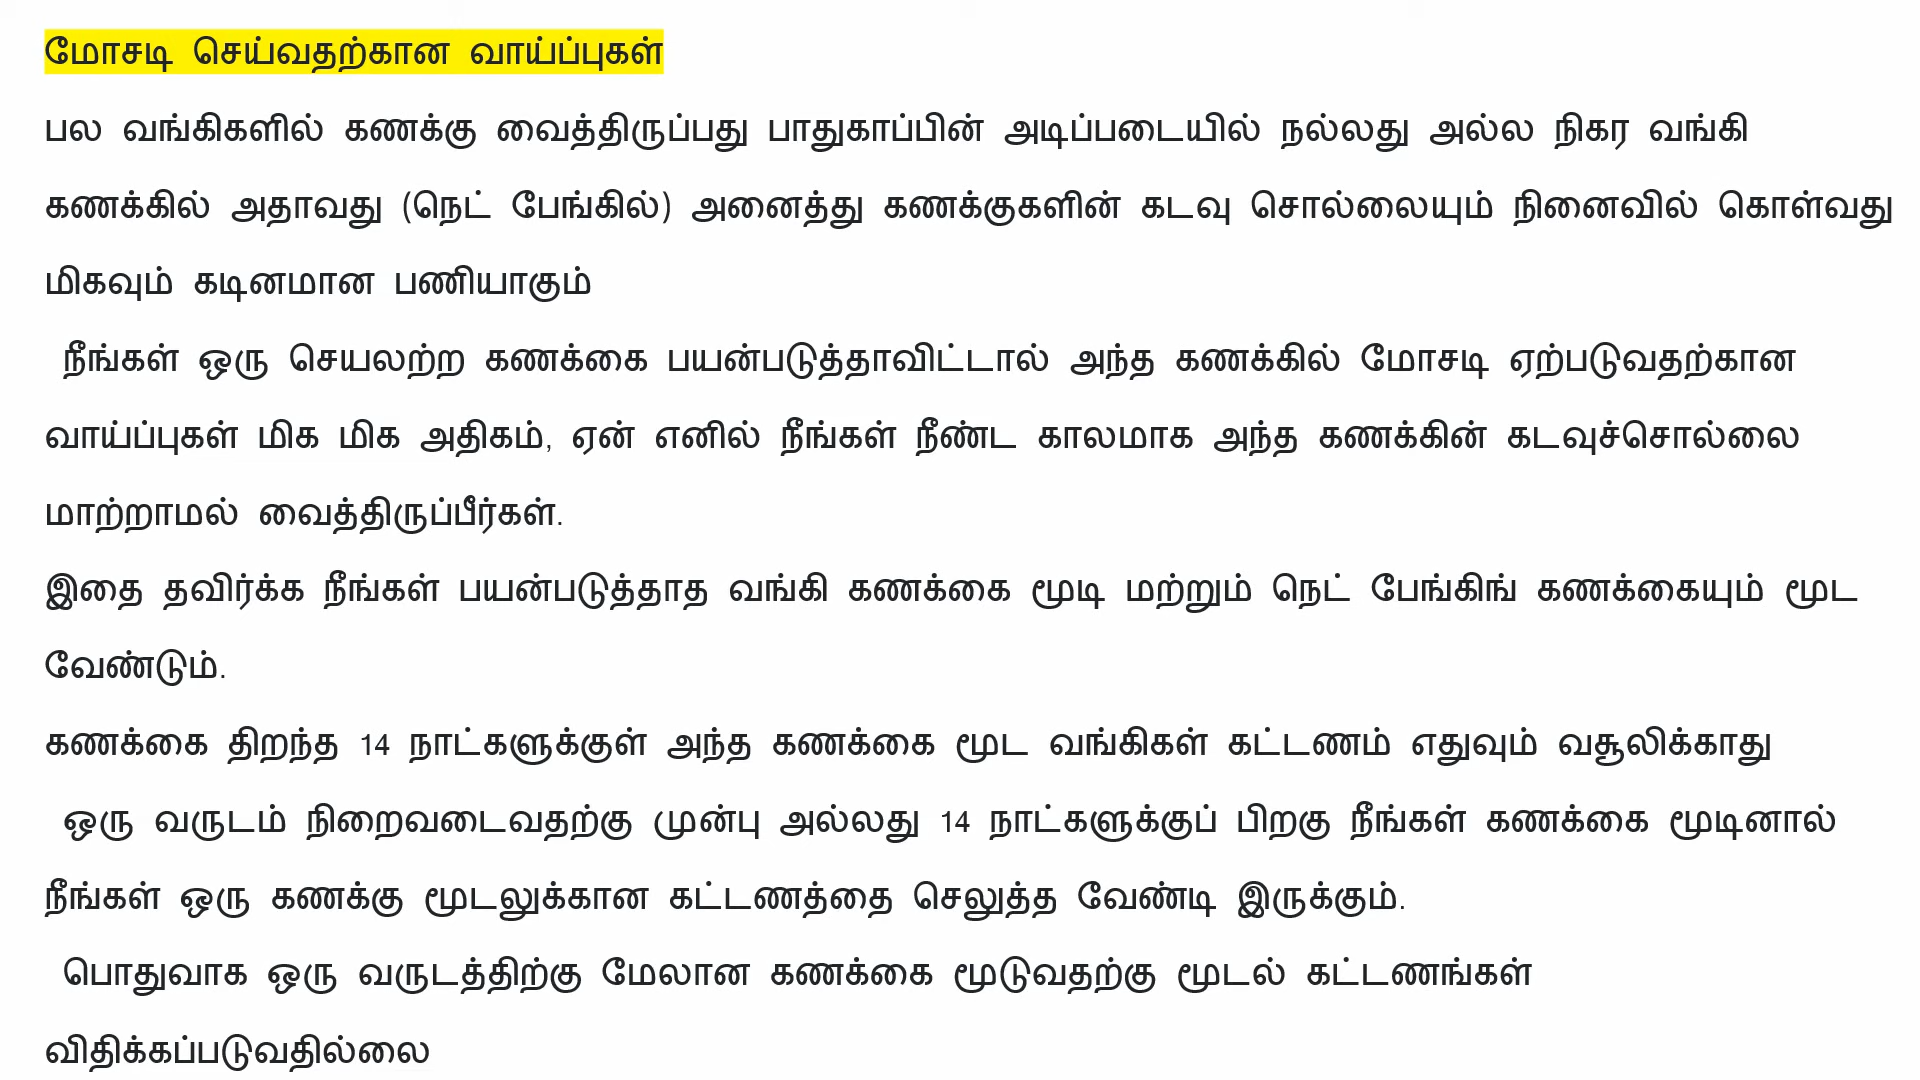 மோசடி செய்வதற்கான வாய்ப்புகள்
பல வங்கிகளில் கணக்கு வைத்திருப்பது பாதுகாப்பின் அடிப்படையில் நல்லது அல்ல நிகர வங்கி
கணக்கில் அதாவது (நெட் பேங்கில்) அனைத்து கணக்குகளின் கடவு சொல்லையும் நினைவில் கொள்வது
மிகவும் கடினமான பணியாகும்
நீங்கள் ஒரு செயலற்ற கணக்கை பயன்படுத்தாவிட்டால் அந்த கணக்கில் மோசடி ஏற்படுவதற்கான
வாய்ப்புகள் மிக மிக அதிகம், ஏன் எனில் நீங்கள் நீண்ட காலமாக அந்த கணக்கின் கடவுச்சொல்லை
மாற்றாமல் வைத்திருப்பீர்கள்.
இதை தவிர்க்க நீங்கள் பயன்படுத்தாத வங்கி கணக்கை மூடி மற்றும் நெட் பேங்கிங் கணக்கையும் மூட
வேண்டும்.
கணக்கை திறந்த 14 நாட்களுக்குள் அந்த கணக்கை மூட வங்கிகள் கட்டணம் எதுவும் வசூலிக்காது
ஒரு வருடம் நிறைவடைவதற்கு முன்பு அல்லது 14 நாட்களுக்குப் பிறகு நீங்கள் கணக்கை மூடினால்
நீங்கள் ஒரு கணக்கு மூடலுக்கான கட்டணத்தை செலுத்த வேண்டி இருக்கும்.
பொதுவாக ஒரு வருடத்திற்கு மேலான கணக்கை மூடுவதற்கு மூடல் கட்டணங்கள்
விதிக்கப்படுவதில்லை